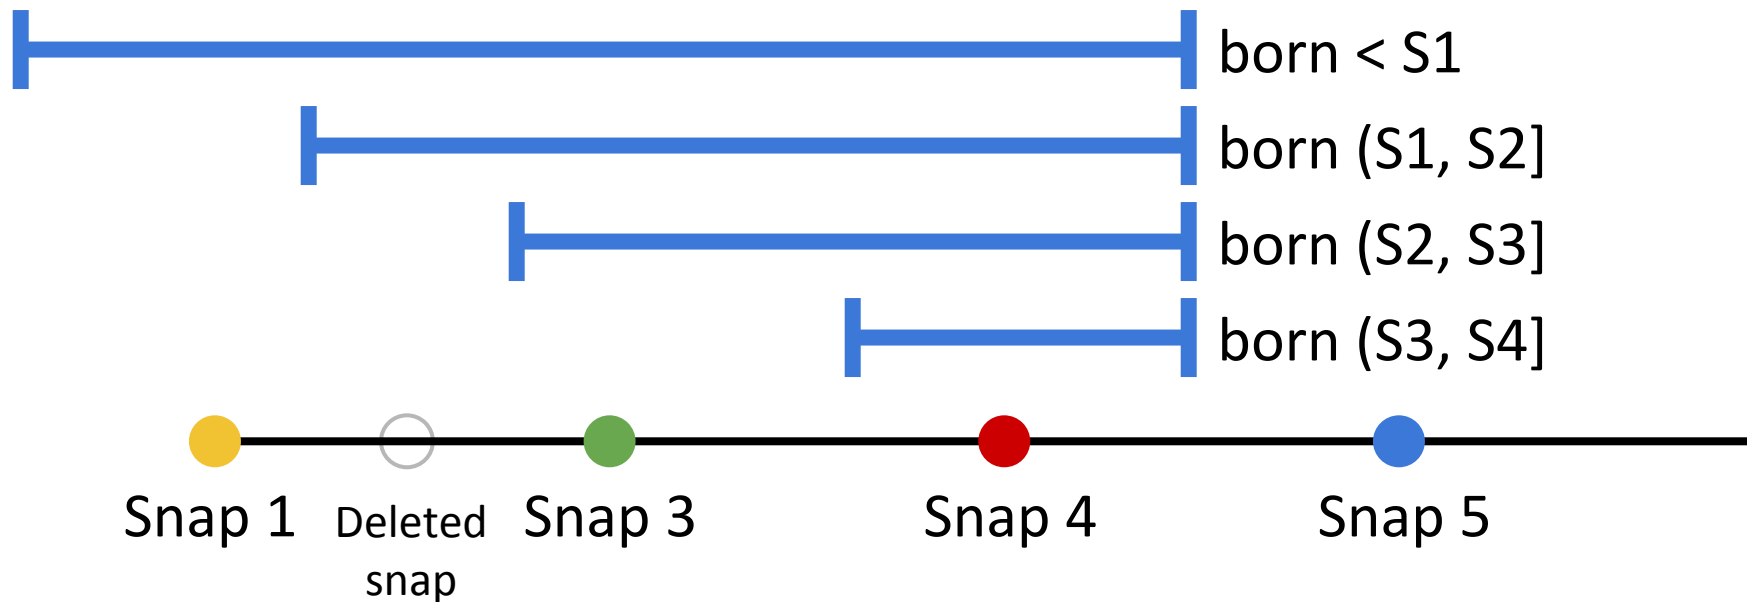 born < S1
born (S1, S2]
born (S2, S3]
born (S3, S4]
Snap 1
Deleted
snap
Snap 3
Snap 4
Snap 5